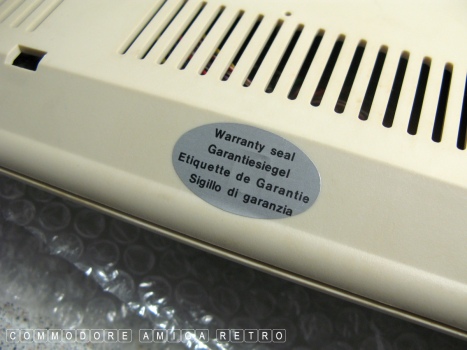 Warranty seal
Garantiesiegel
Etiquette de Garantie
Sigillo di garanzia
COMMODORE AMIGA RETRO